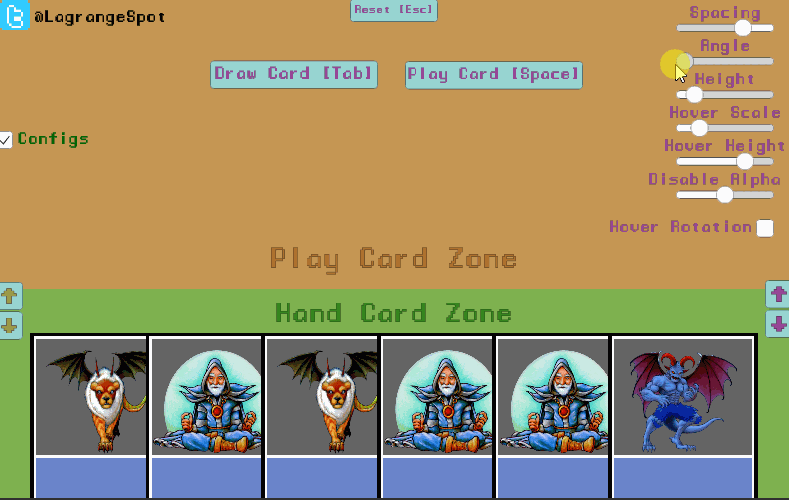 @LagrangeSpot
Reset [Esc]
Spacing
Angle
Draw Card [Tab]
Play Card [Space]
Height
Hover Scale
Configs
Hover Height
Disable Alpha
Hover Rotation
Play Card Zone
Hand Card Zone